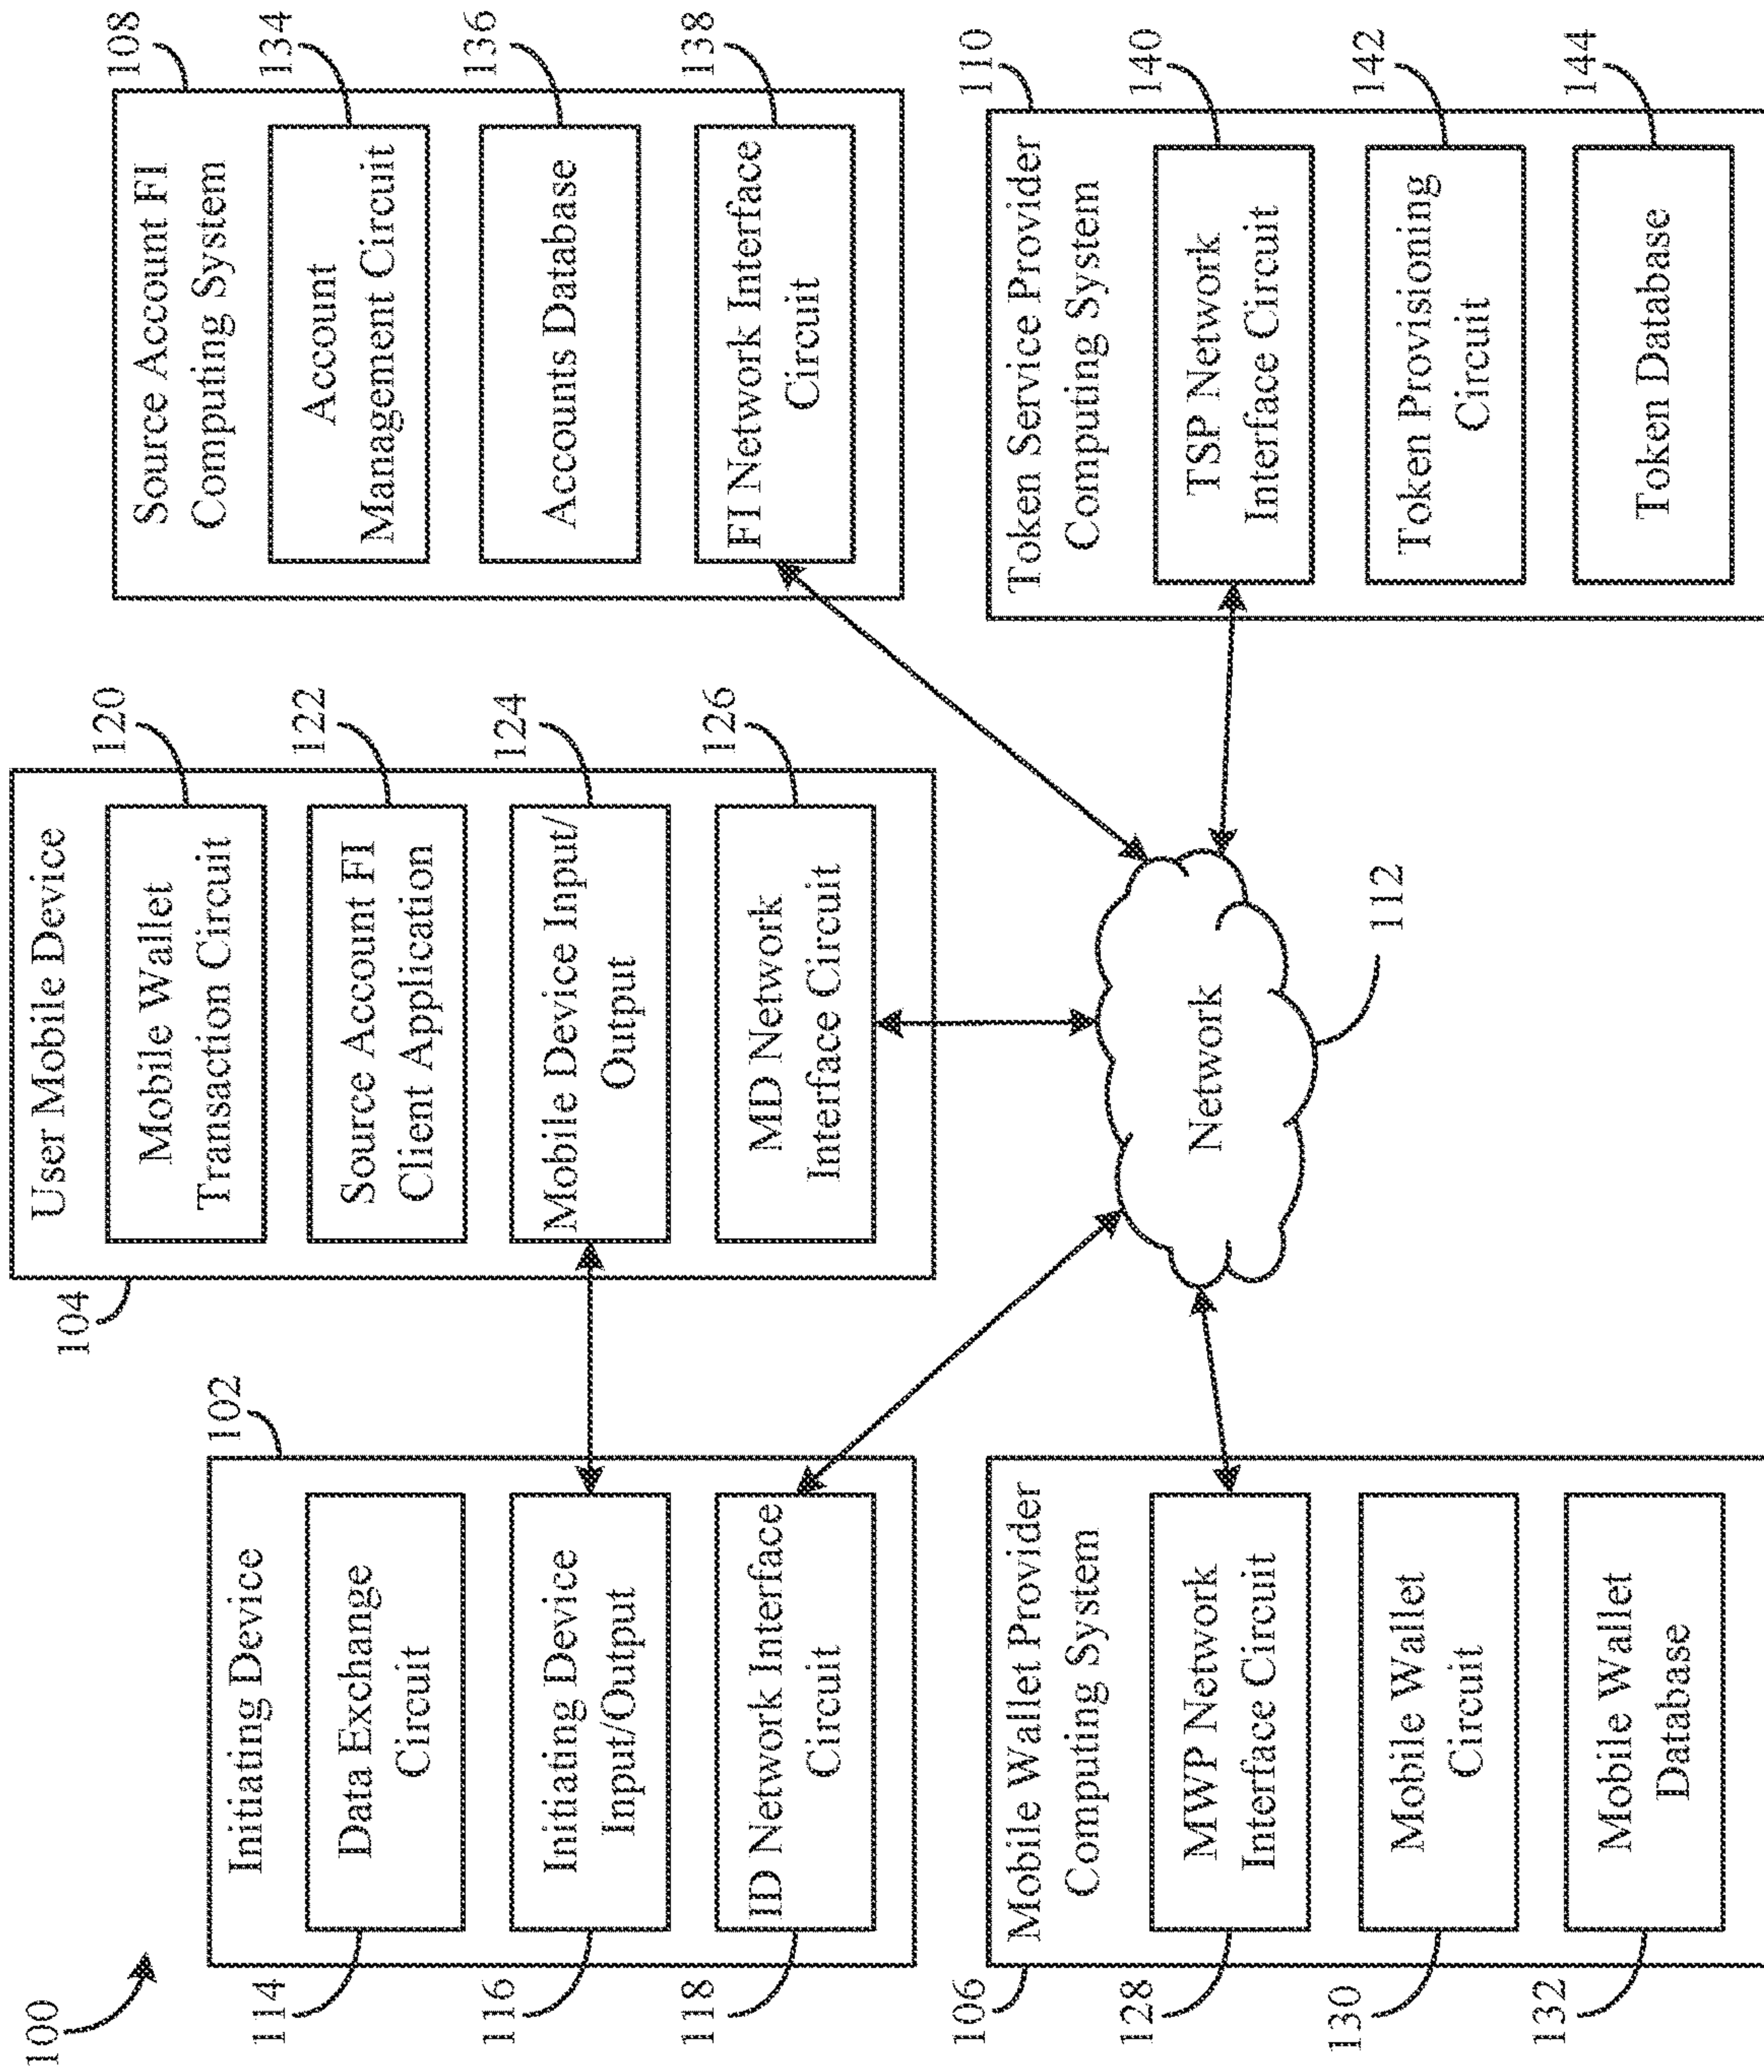 100
102
Initiating Device
114
Data Exchange
Circuit
116
Initiating Device
Input/Output
118
ID Network Interface
Circuit
104
User Mobile Device
120
Mobile Wallet
Transaction Circuit
122
Source Account FI
Client Application
124
Mobile Device Input/
Output
126
MD Network
Interface Circuit
108
Source Account FI
Computing System
134
Account
Management Circuit
136
Accounts Database
138
FI Network Interface
Circuit
106
Mobile Wallet Provider
Computing System
128
MWP Network
Interface Circuit
130
Mobile Wallet
Circuit
132
Mobile Wallet
Database
Network
112
110
Token Service Provider
Computing System
140
TSP Network
Interface Circuit
142
Token Provisioning
Circuit
144
Token Database